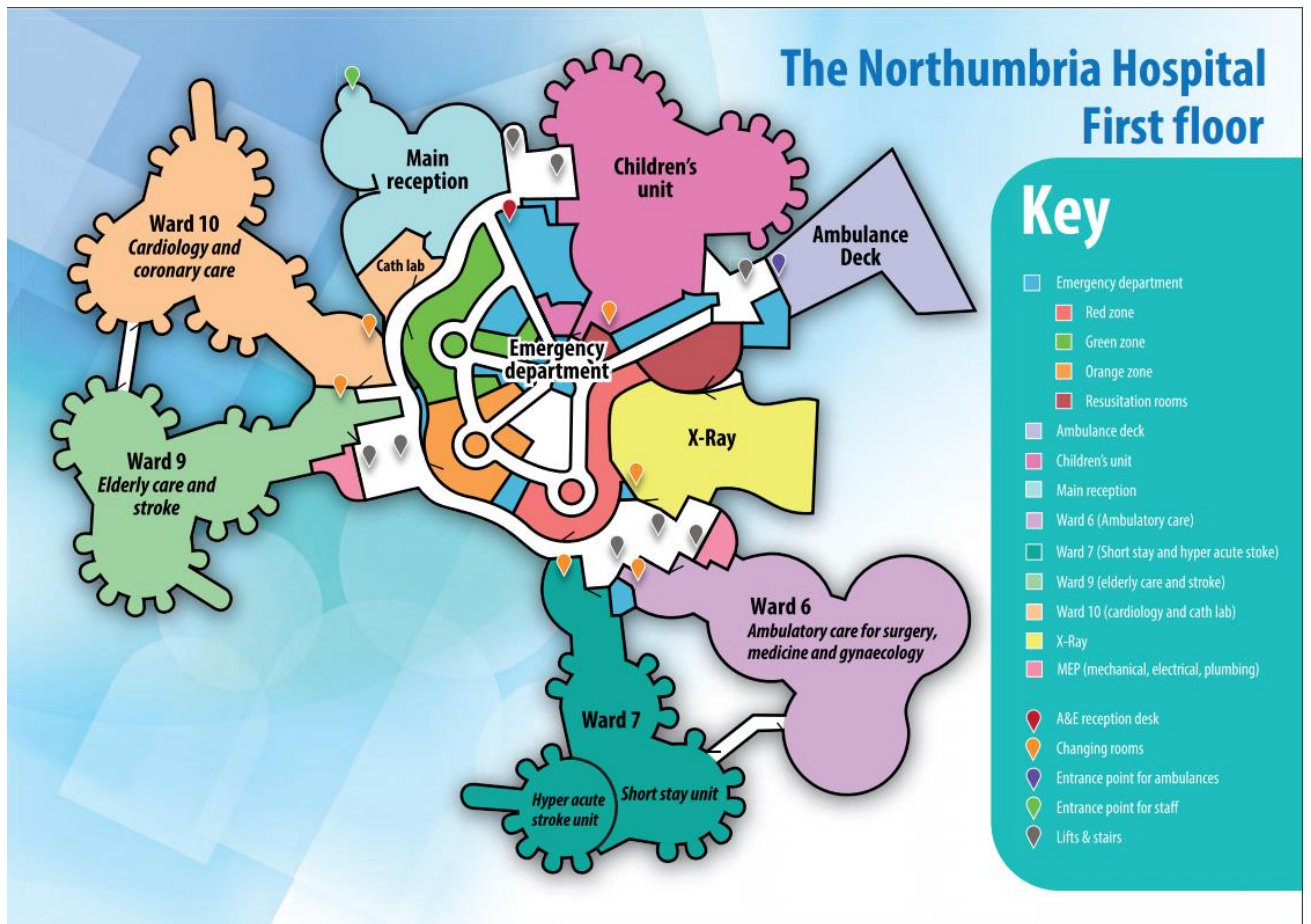 The Northumbria Hospital
First floor
Main
reception
Children's
unit
Ward 10
Cardiology and
coronary care
Cath lab
Ambulance
Deck
Emergency
department
X-Ray
Ward 9
Elderly care and
stroke
Ward 6
Ambulatory care for surgery,
medicine and gynaecology
Ward 7
Hyper acute
stroke unit
Short stay unit
Key
Emergency department
Red zone
Green zone
Orange zone
Resusitation rooms
Ambulance deck
Children's unit
Main reception
Ward 6 (Ambulatory care)
Ward 7 (Short stay and hyper acute stoke)
Ward 9 (elderly care and stroke)
Ward 10 (cardiology and cath lab)
X-Ray
MEP (mechanical, electrical, plumbing)
A&E reception desk
Changing rooms
Entrance point for ambulances
Entrance point for staff
Lifts & stairs